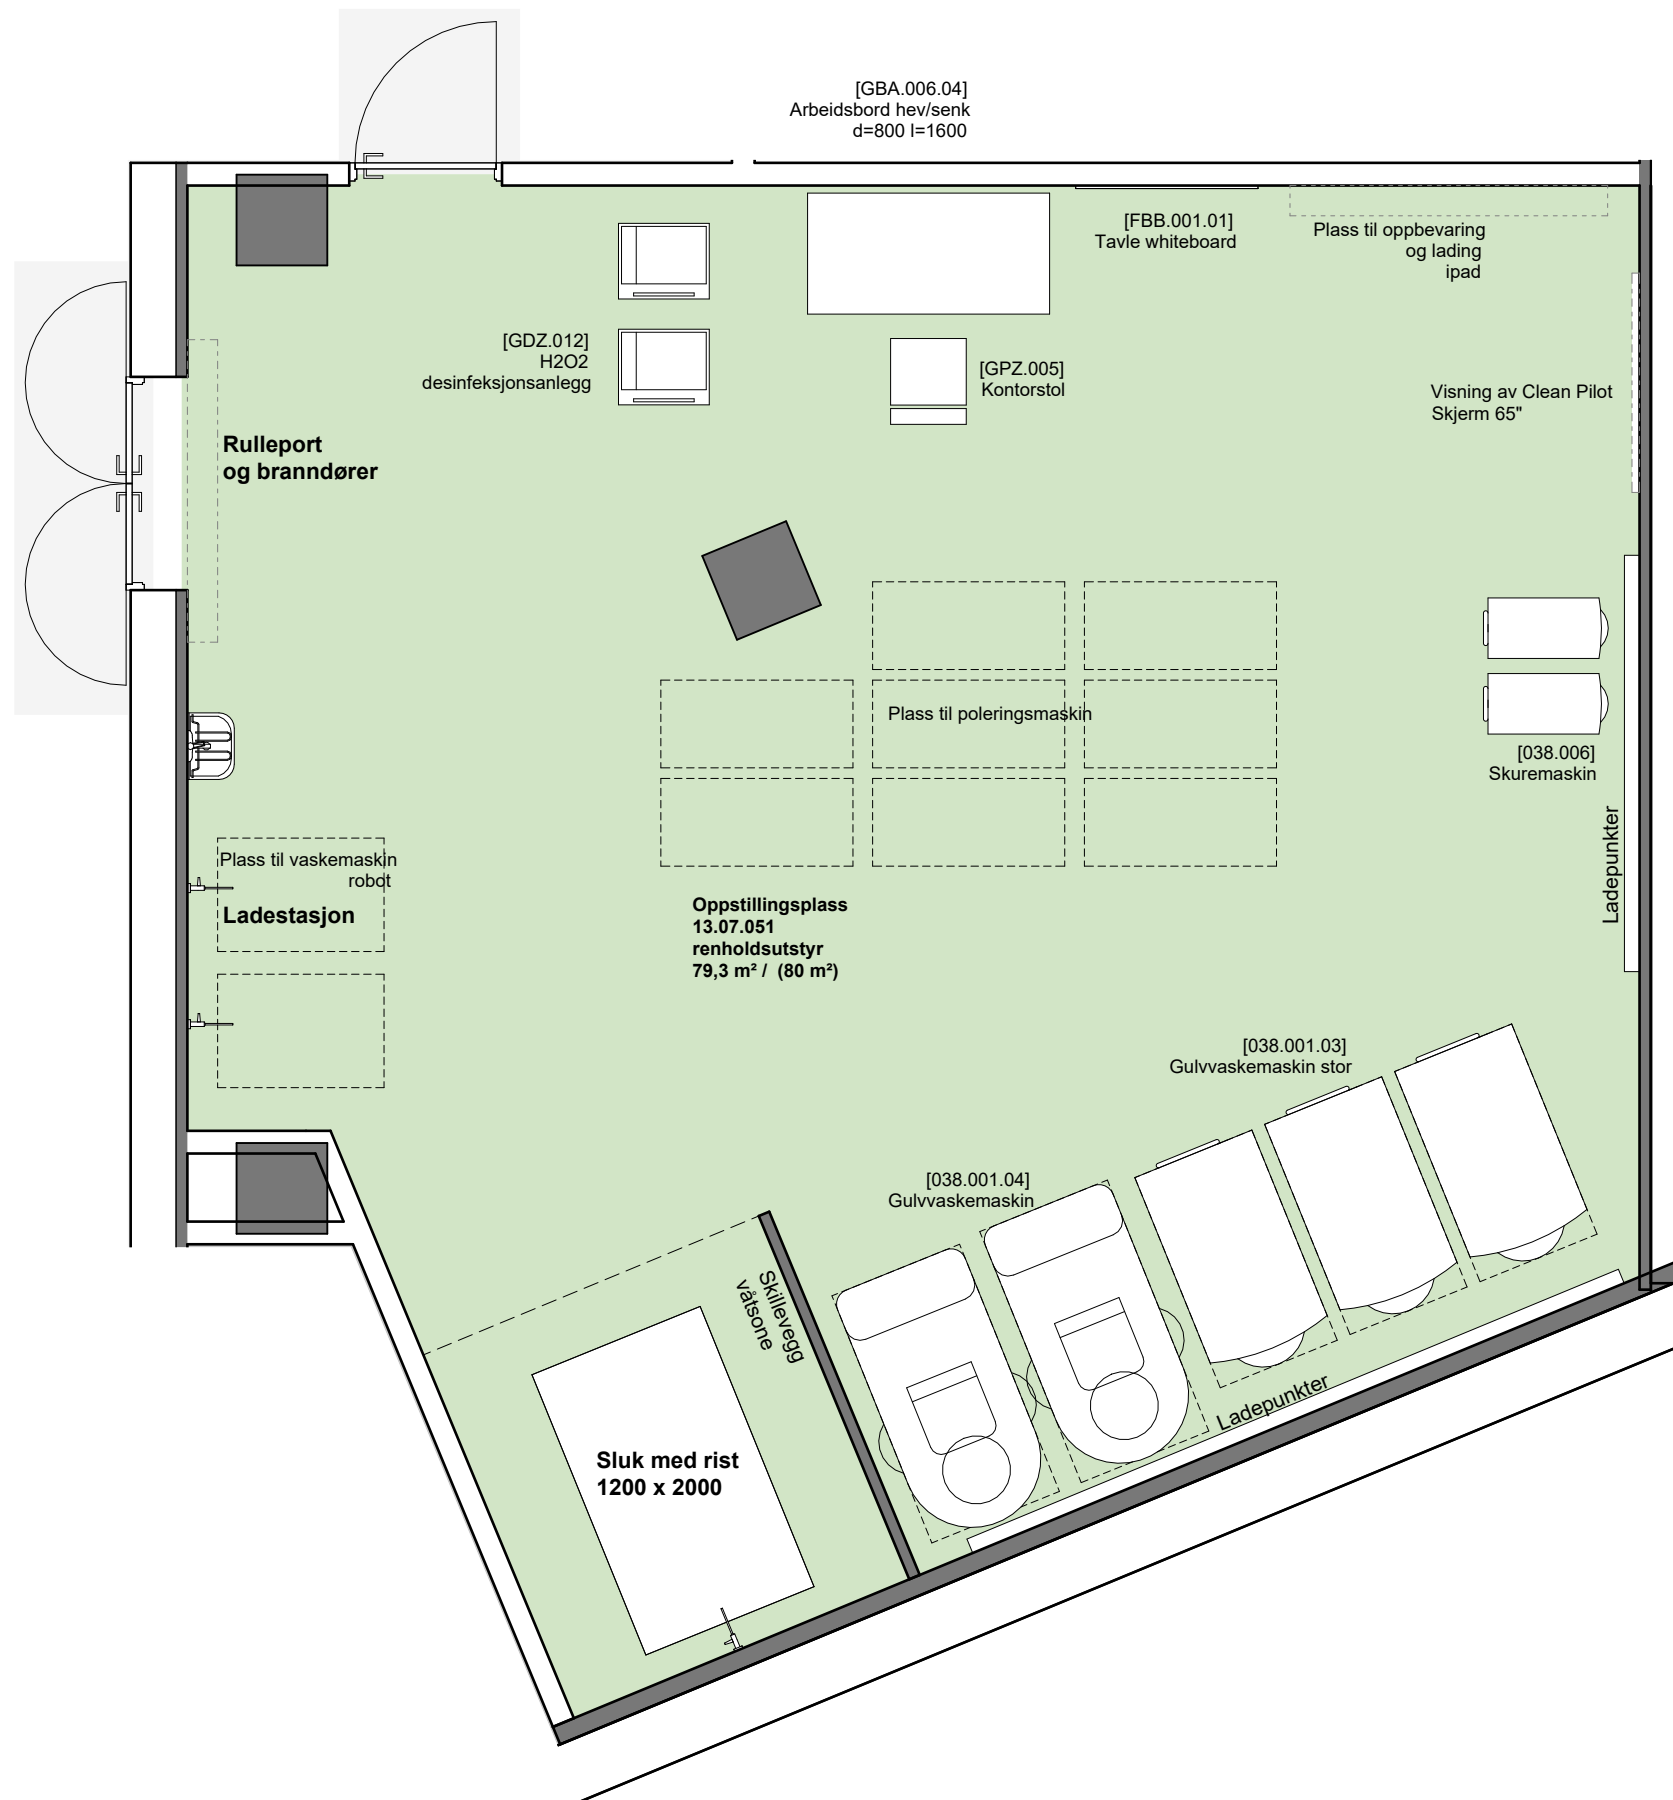 [GBA.006.04]
Arbeidsbord hev/senk
d=800 l=1600
[FBB.001.01]
Tavle whiteboard
Plass til oppbevaring
og lading
ipad
[GDZ.012]
H2O2
desinfeksjonsanlegg
[GPZ.005]
Kontorstol
Visning av Clean Pilot
Skjerm 65"
Rulleport
og branndører
Plass til poleringsmaskin
[038.006]
Skuremaskin
Ladepunkter
Plass til vaskemaskin
robot
Ladestasjon
Oppstillingsplass
13.07.051
renholdsutstyr
79,3 m² / (80 m²)
[038.001.03]
Gulvvaskemaskin stor
[038.001.04]
Gulvvaskemaskin
Skillevegg
våtsone
Ladepunkter
Sluk med rist
1200 x 2000